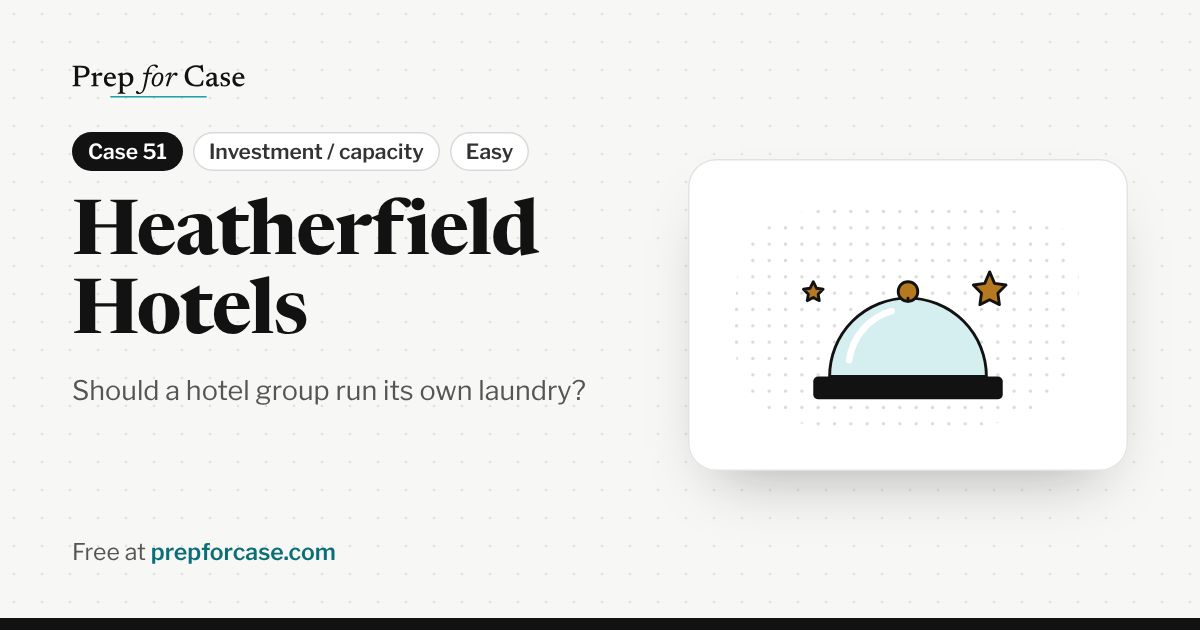 Prep for Case
Case 51 Investment / capacity Easy
Heatherfield
Hotels
Should a hotel group run its own laundry?
Free at prepforcase.com